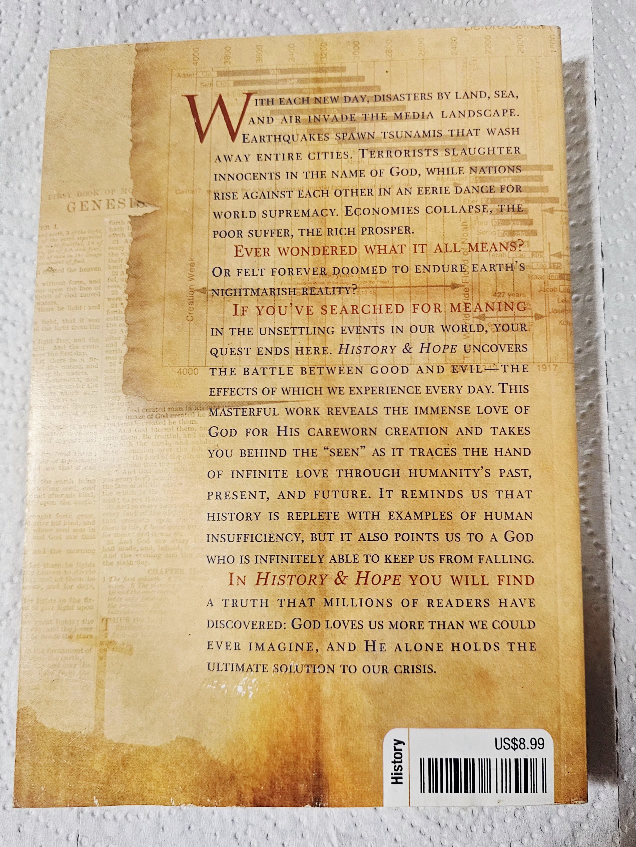 WITH EACH NEW DAY, DISASTERS BY LAND, SEA,
AND AIR INVADE THE MEDIA LANDSCAPE.
EARTHQUAKES SPAWN TSUNAMIS THAT WASH
AWAY ENTIRE CITIES. TERRORISTS SLAUGHTER
INNOCENTS IN THE NAME OF GOD, WHILE NATIONS
RISE AGAINST EACH OTHER IN AN EERIE DANCE FOR
WORLD SUPREMACY. ECONOMIES COLLAPSE, THE
POOR SUFFER, THE RICH PROSPER.
EVER WONDERED WHAT IT ALL MEANS?
OR FELT FOREVER DOOMED TO ENDURE EARTH'S
NIGHTMARISH REALITY?
IF YOU'VE SEARCHED FOR MEANING
IN THE UNSETTLING EVENTS IN OUR WORLD, YOUR
QUEST ENDS HERE. HISTORY & HOPE UNCOVERS
THE BATTLE BETWEEN GOOD AND EVIL—THE
EFFECTS OF WHICH WE EXPERIENCE EVERY DAY. THIS
MASTERFUL WORK REVEALS THE IMMENSE LOVE OF
GOD FOR HIS CAREWORN CREATION AND TAKES
YOU BEHIND THE "SEEN" AS IT TRACES THE HAND
OF INFINITE LOVE THROUGH HUMANITY'S PAST,
PRESENT, AND FUTURE. IT REMINDS US THAT
HISTORY IS REPLETE WITH EXAMPLES OF HUMAN
INSUFFICIENCY, BUT IT ALSO POINTS US TO A GOD
WHO IS INFINITELY ABLE TO KEEP US FROM FALLING.
IN HISTORY & HOPE YOU WILL FIND
A TRUTH THAT MILLIONS OF READERS HAVE
DISCOVERED: GOD LOVES US MORE THAN WE COULD
EVER IMAGINE, AND HE ALONE HOLDS THE
ULTIMATE SOLUTION TO OUR CRISIS.
GENESIS
Creation Week
4000
1917
427 years
History
US$8.99